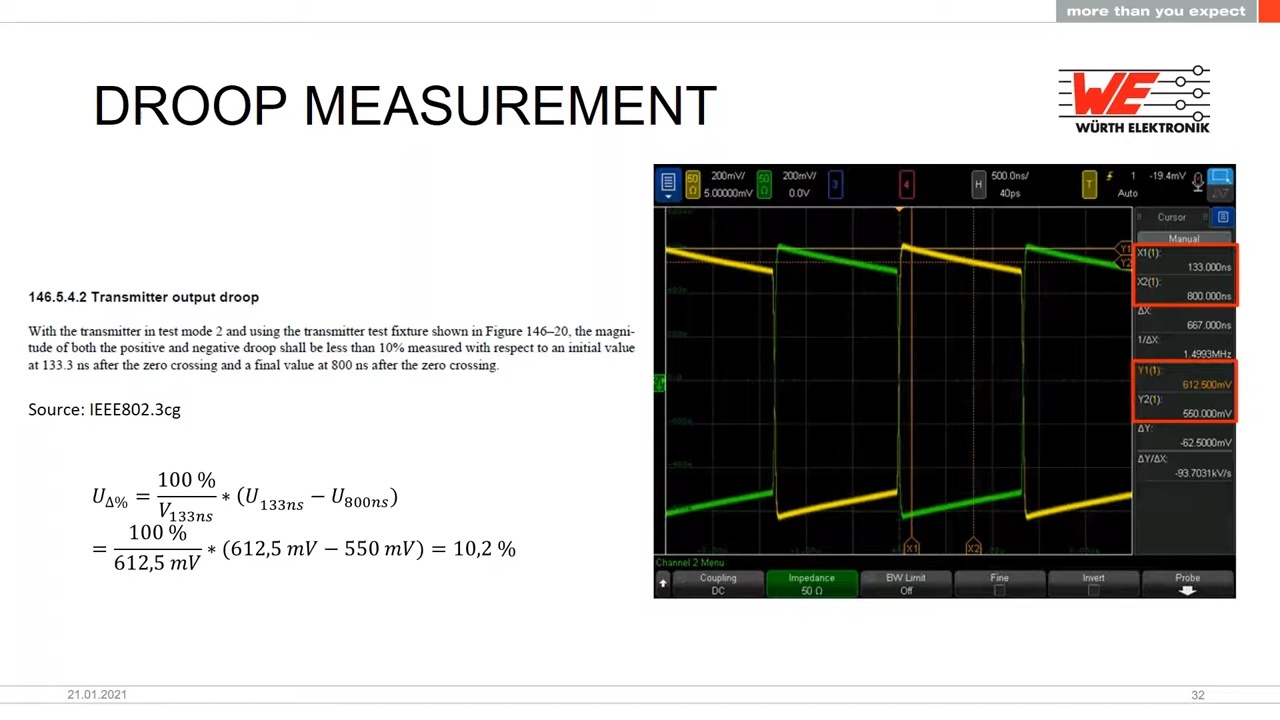 more than you expect
DROOP MEASUREMENT
WE
WÜRTH ELEKTRONIK
146.5.4.2 Transmitter output droop
With the transmitter in test mode 2 and using the transmitter test fixture shown in Figure 146–20, the magni-
tude of both the positive and negative droop shall be less than 10% measured with respect to an initial value
at 133.3 ns after the zero crossing and a final value at 800 ns after the zero crossing.
Source: IEEE802.3cg
U_Δ% = 100 % / V_133ns ∗ (U_133ns − U_800ns)
= 100 % / 612,5 mV ∗ (612,5 mV − 550 mV) = 10,2 %
50 Ω 200mV/ 5.00000mV
50 Ω 200mV/ 0.0V
3
4
H 500.0ns/ 40ps
T 1 -19.4mV
Auto
Cursor
Manual
X1(1):
133.000ns
X2(1):
800.000ns
ΔX:
667.000ns
1/ΔX:
1.4993MHz
Y1(1):
612.500mV
Y2(1):
550.000mV
ΔY:
-62.5000mV
ΔY/ΔX:
-93.7031kV/s
Y1
Y2
X1
X2
Channel 2 Menu
Coupling
DC
Impedance
50 Ω
BW Limit
Off
Fine
Invert
Probe
21.01.2021
32